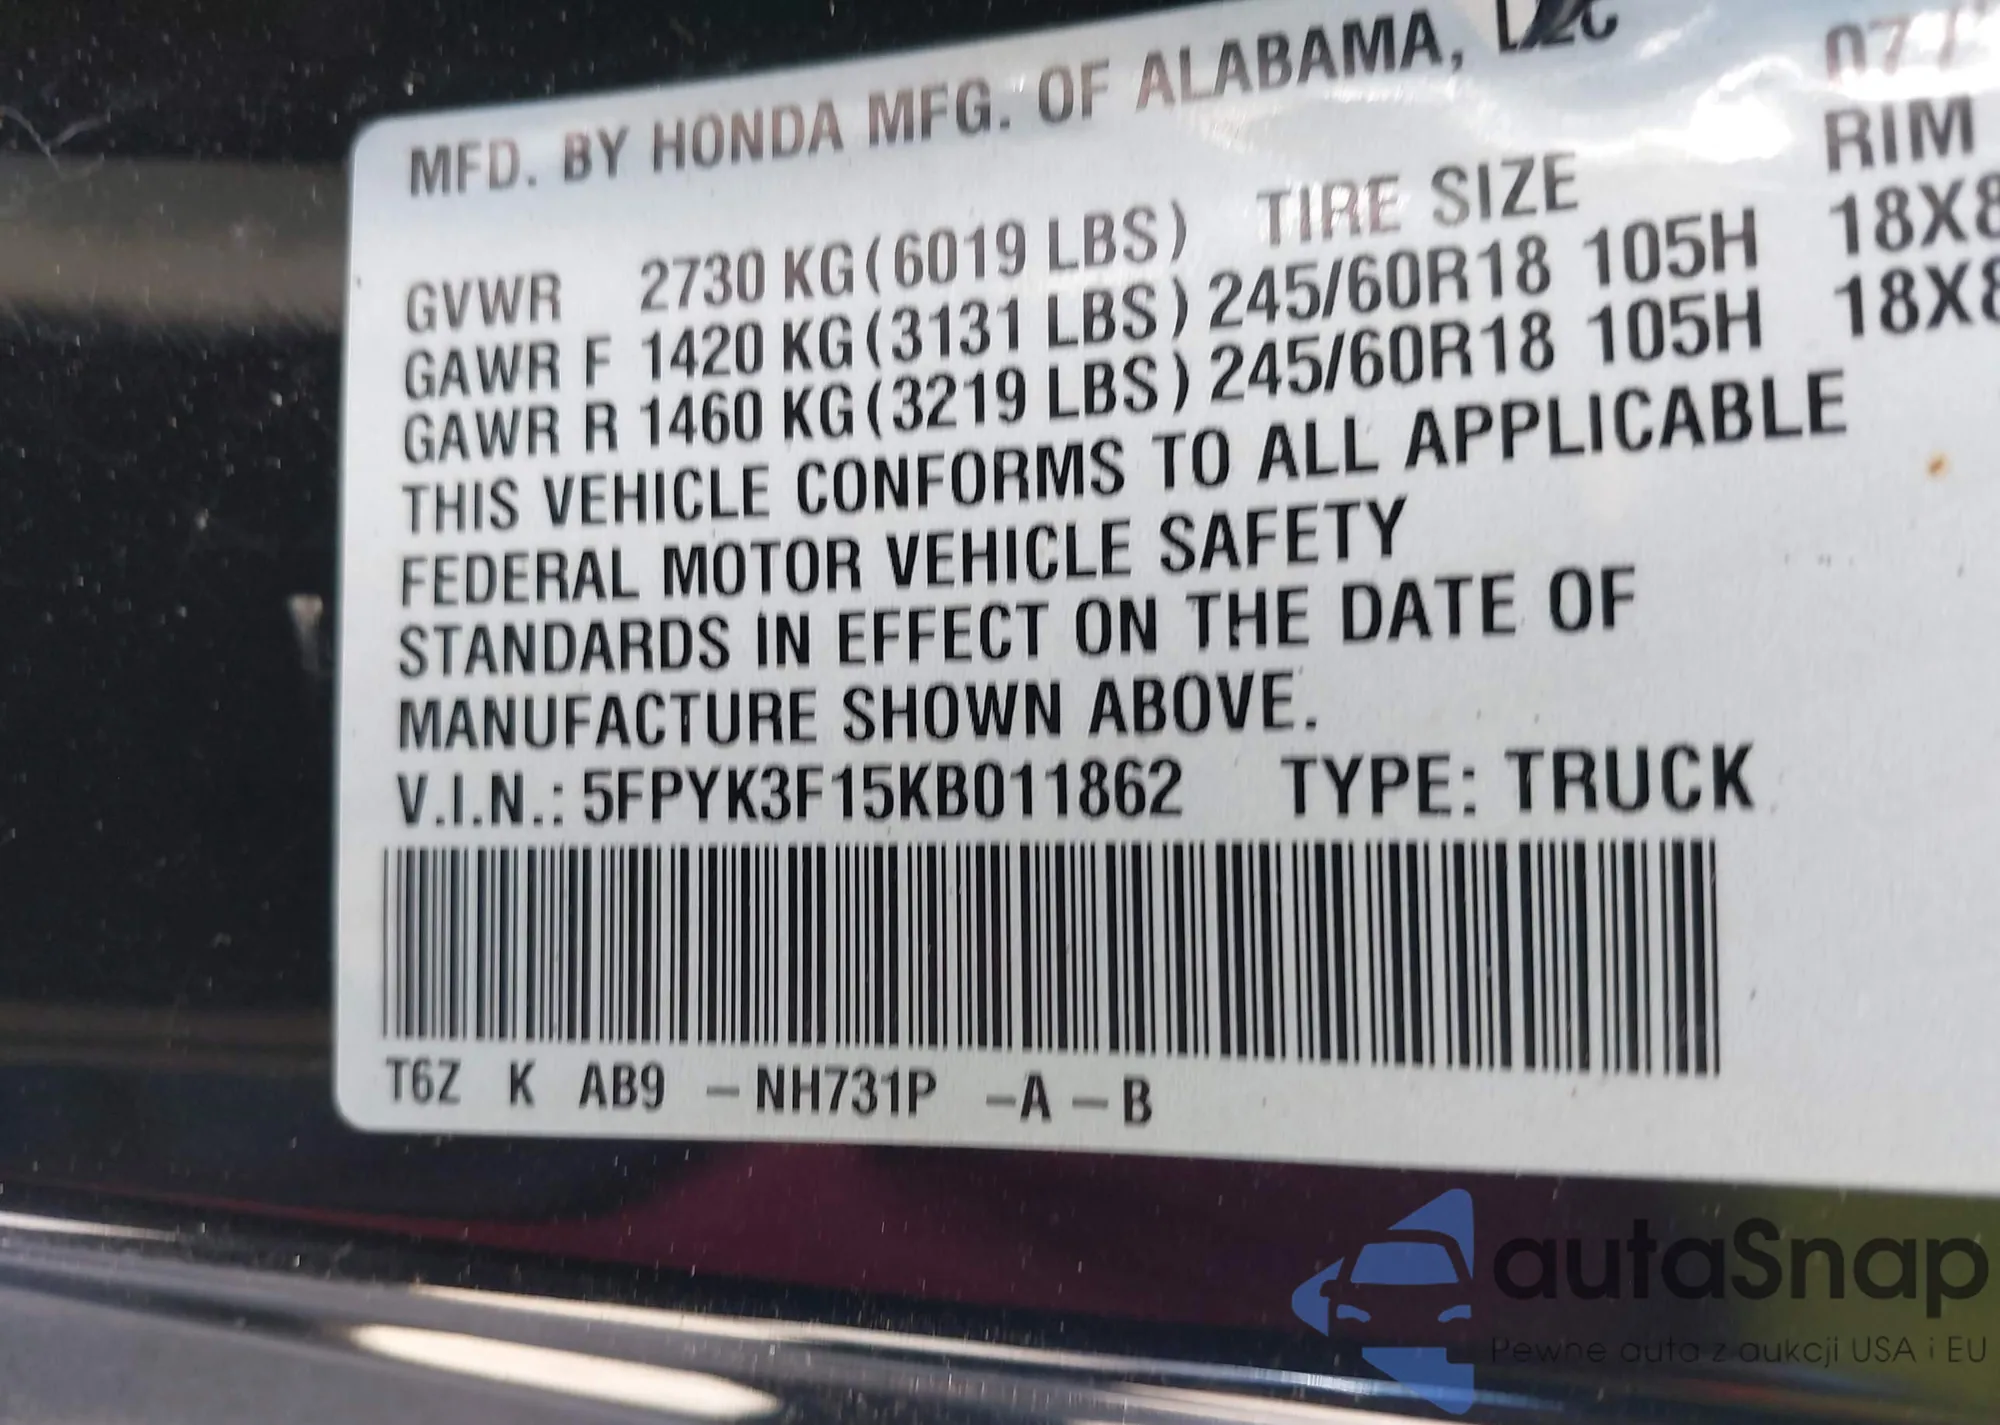 MFD. BY HONDA MFG. OF ALABAMA,
RIM
GVWR 2730 KG(6019 LBS) TIRE SIZE
GAWR F 1420 KG(3131 LBS) 245/60R18 105H 18X8
GAWR R 1460 KG(3219 LBS) 245/60R18 105H 18X8
THIS VEHICLE CONFORMS TO ALL APPLICABLE
FEDERAL MOTOR VEHICLE SAFETY
STANDARDS IN EFFECT ON THE DATE OF
MANUFACTURE SHOWN ABOVE.
V.I.N.: 5FPYK3F15KB011862 TYPE: TRUCK
T6Z K AB9 – NH731P –A – B
autaSnap
Pewne auta z aukcji USA i EU